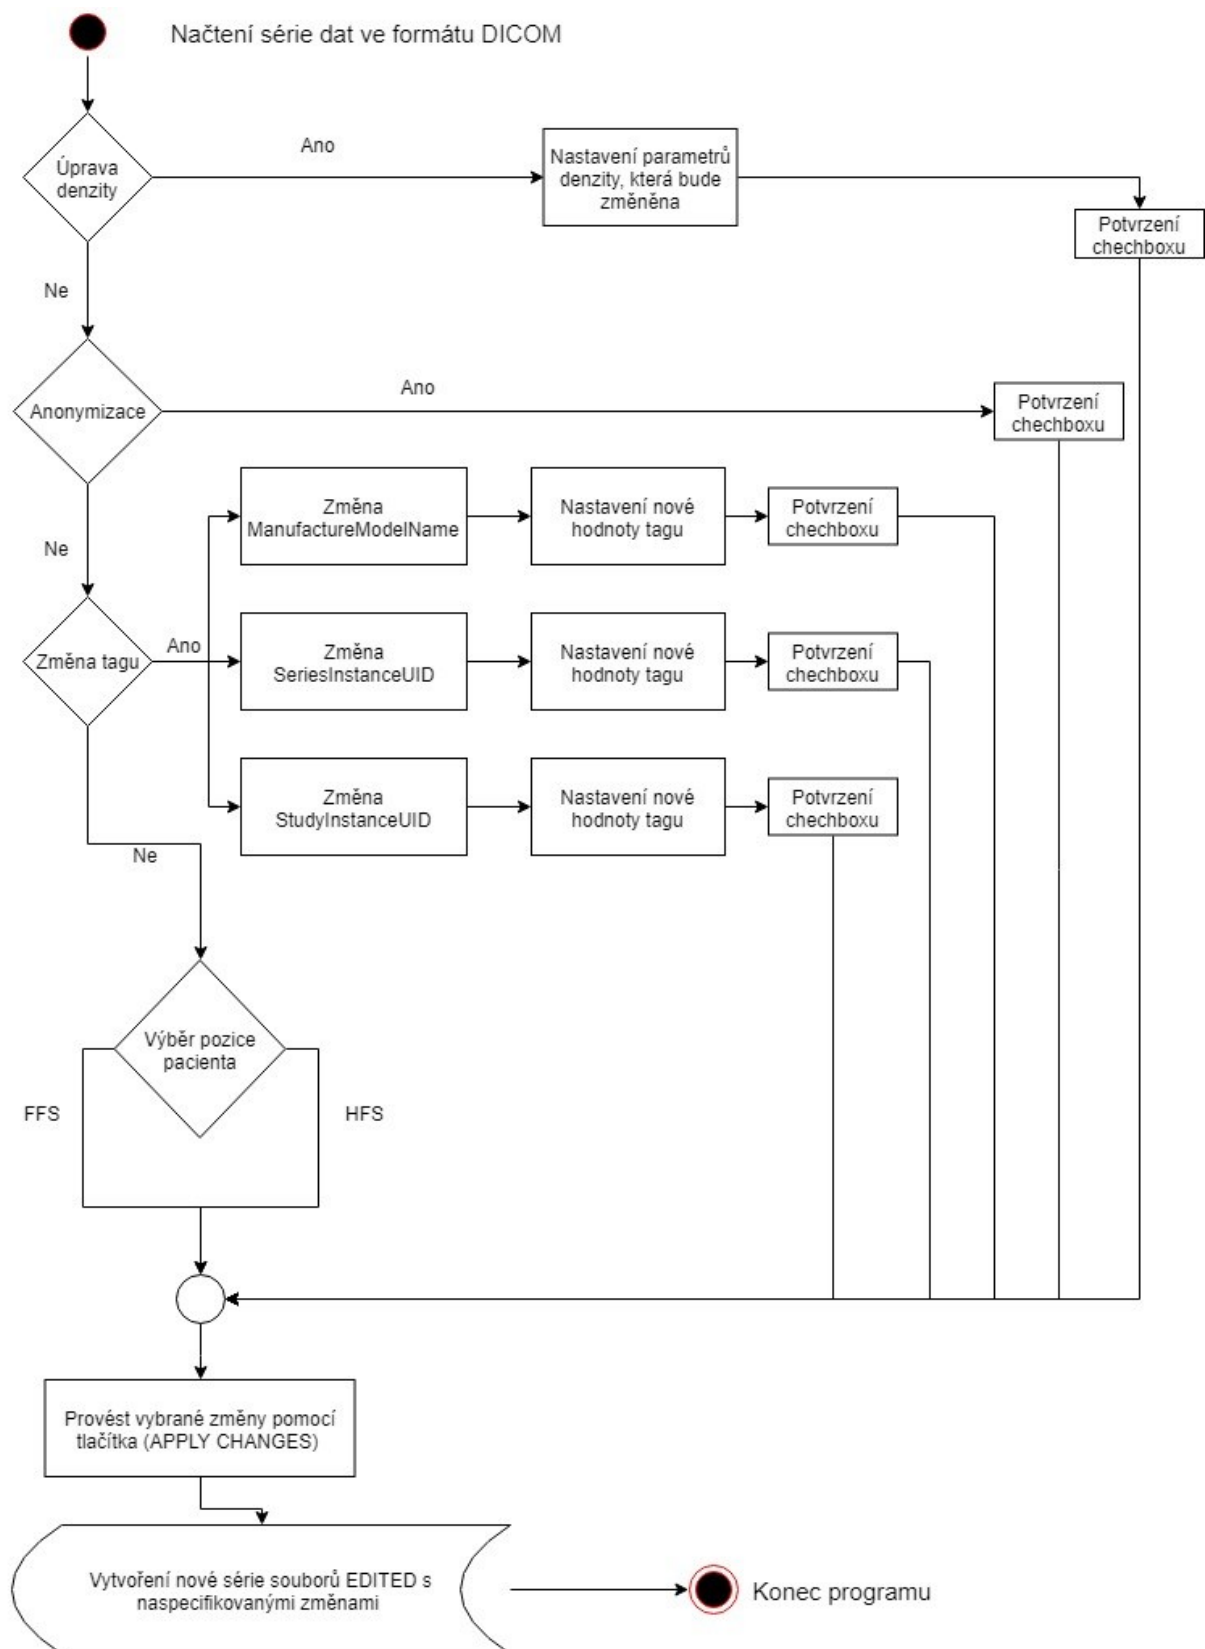 Načtení série dat ve formátu DICOM
Ano
Úprava
denzity
Nastavení parametrů
denzity, která bude
změněna
Potvrzení
chechboxu
Ne
Ano
Anonymizace
Potvrzení
chechboxu
Ne
Změna
ManufactureModelName
Nastavení nové
hodnoty tagu
Potvrzení
chechboxu
Změna tagu
Ano
Změna
SeriesInstanceUID
Nastavení nové
hodnoty tagu
Potvrzení
chechboxu
Změna
StudyInstanceUID
Nastavení nové
hodnoty tagu
Potvrzení
chechboxu
Ne
Výběr pozice
pacienta
FFS
HFS
Provést vybrané změny pomocí
tlačítka (APPLY CHANGES)
Vytvoření nové série souborů EDITED s
naspecifikovanými změnami
Konec programu